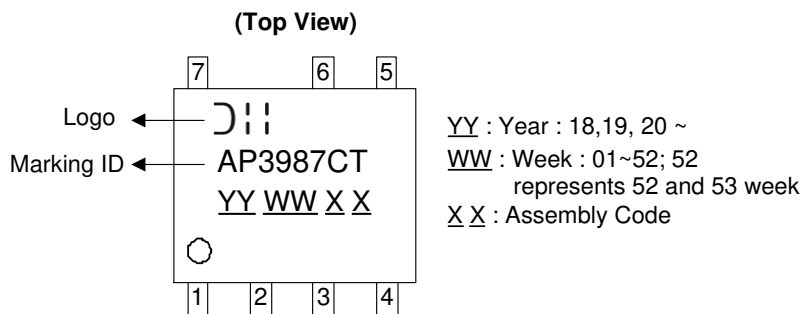 (Top View)
7 6 5
Logo
Marking ID
AP3987CT
YY WW X X
1 2 3 4
YY : Year : 18,19, 20 ~
WW : Week : 01~52; 52
represents 52 and 53 week
X X : Assembly Code